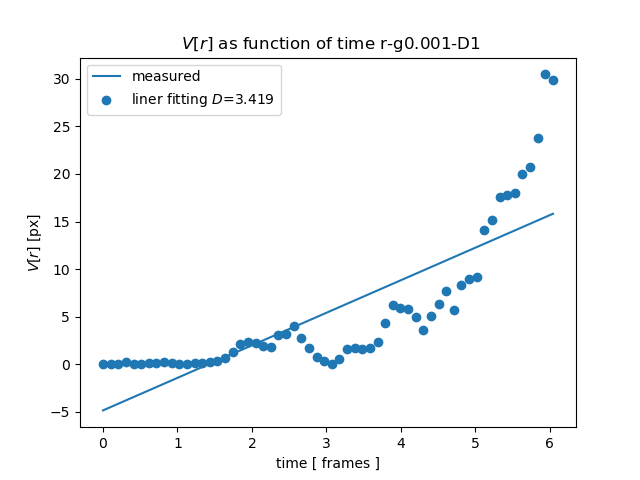 V[r] as function of time r-g0.001-D1
measured
liner fitting D=3.419
30
25
20
15
10
5
0
−5
V[r] [px]
0 1 2 3 4 5 6
time [ frames ]